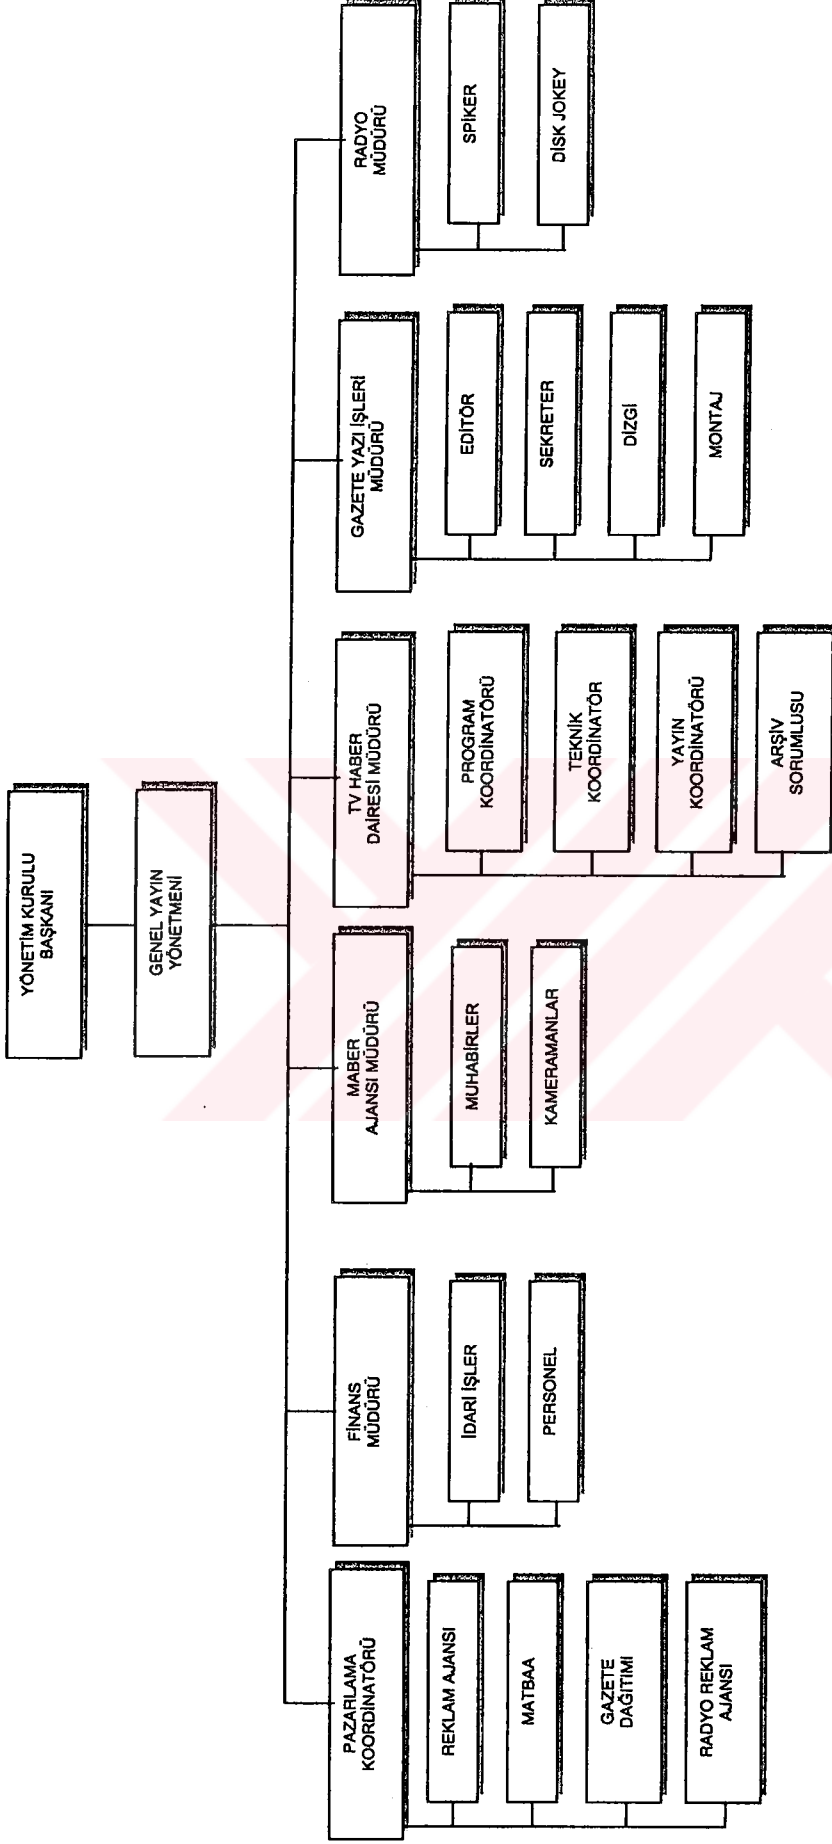 YÖNETİM KURULU
BAŞKANI
GENEL YAYIN
YÖNETMENİ
PAZARLAMA
KOORDİNATÖRÜ
REKLAM AJANSI
MATBAA
GAZETE
DAĞITIMI
RADYO REKLAM
AJANSI
FİNANS
MÜDÜRÜ
İDARİ İŞLER
PERSONEL
MABER
AJANSI MÜDÜRÜ
MUHABİRLER
KAMERAMANLAR
TV HABER
DAİRESİ MÜDÜRÜ
PROGRAM
KOORDİNATÖRÜ
TEKNİK
KOORDİNATÖR
YAYIN
KOORDİNATÖRÜ
ARŞİV
SORUMLUSU
GAZETE YAZI İŞLERİ
MÜDÜRÜ
EDİTÖR
SEKRETER
DİZGİ
MONTAJ
RADYO
MÜDÜRÜ
SPİKER
DİSK JOKEY